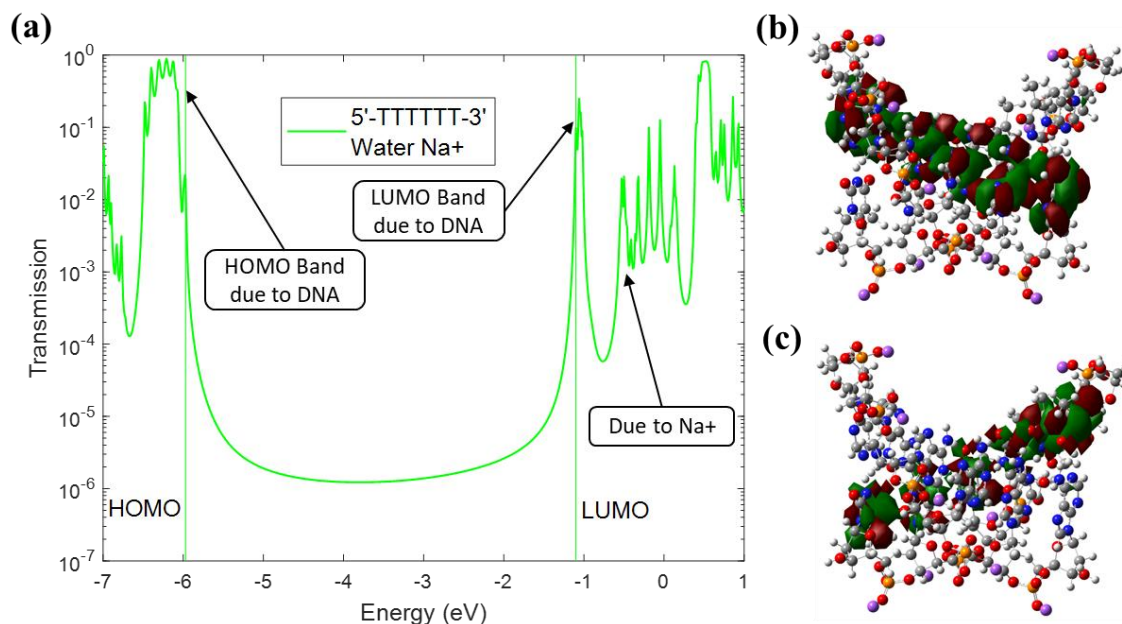 (a)
10^0
10^-1
10^-2
10^-3
10^-4
10^-5
10^-6
10^-7
Transmission
5'-TTTTTT-3'
Water Na+
HOMO Band
due to DNA
LUMO Band
due to DNA
Due to Na+
HOMO
LUMO
-7 -6 -5 -4 -3 -2 -1 0 1
Energy (eV)
(b)
(c)